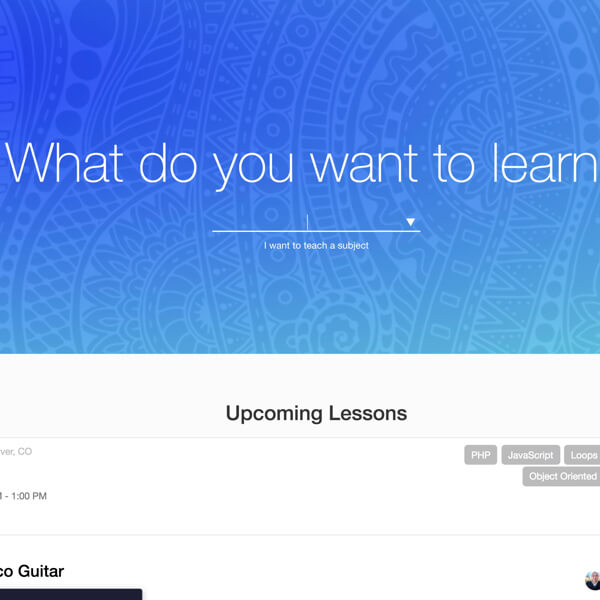 What do you want to learn
I want to teach a subject
Upcoming Lessons
ver, CO
PHP JavaScript Loops
Object Oriented
- 1:00 PM
co Guitar